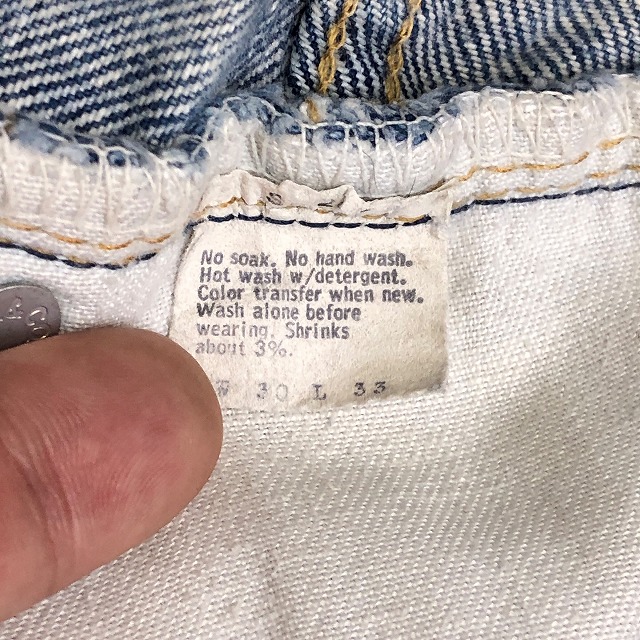 No soak. No hand wash.
Hot wash w/detergent.
Color transfer when new.
Wash alone before
wearing. Shrinks
about 3%.
W 30 L 33